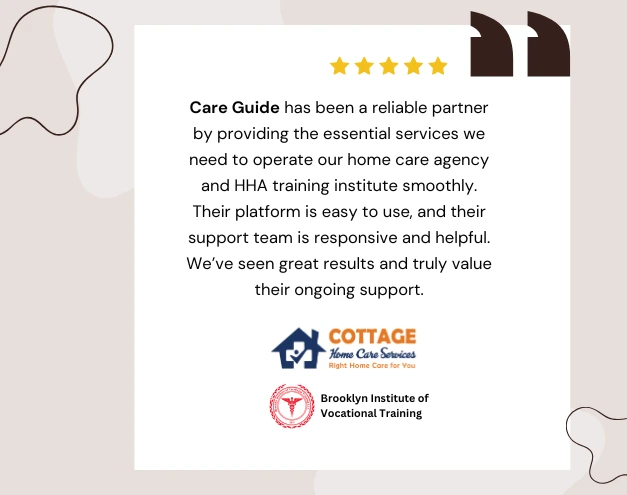 Care Guide has been a reliable partner
by providing the essential services we
need to operate our home care agency
and HHA training institute smoothly.
Their platform is easy to use, and their
support team is responsive and helpful.
We’ve seen great results and truly value
their ongoing support.
COTTAGE
Home Care Services
Right Home Care for You
Brooklyn Institute of
Vocational Training